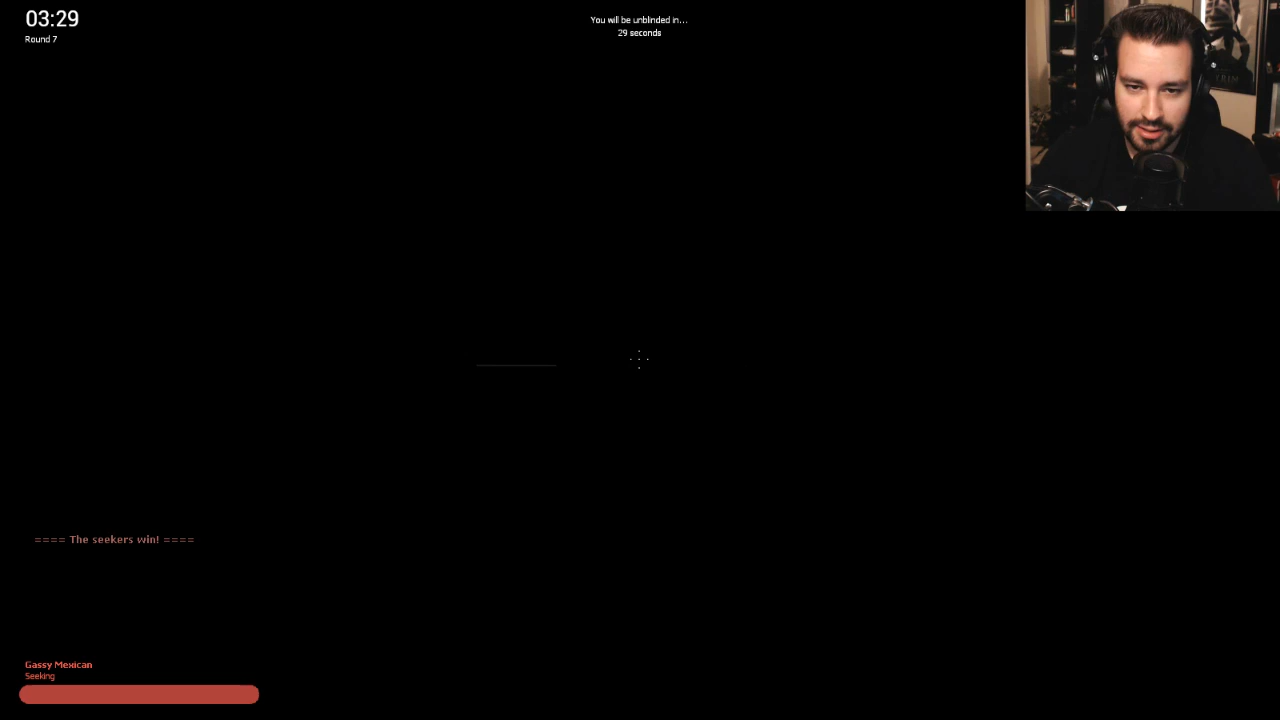 03:29
Round 7
You will be unblinded in...
29 seconds
==== The seekers win! ====
Gassy Mexican
Seeking